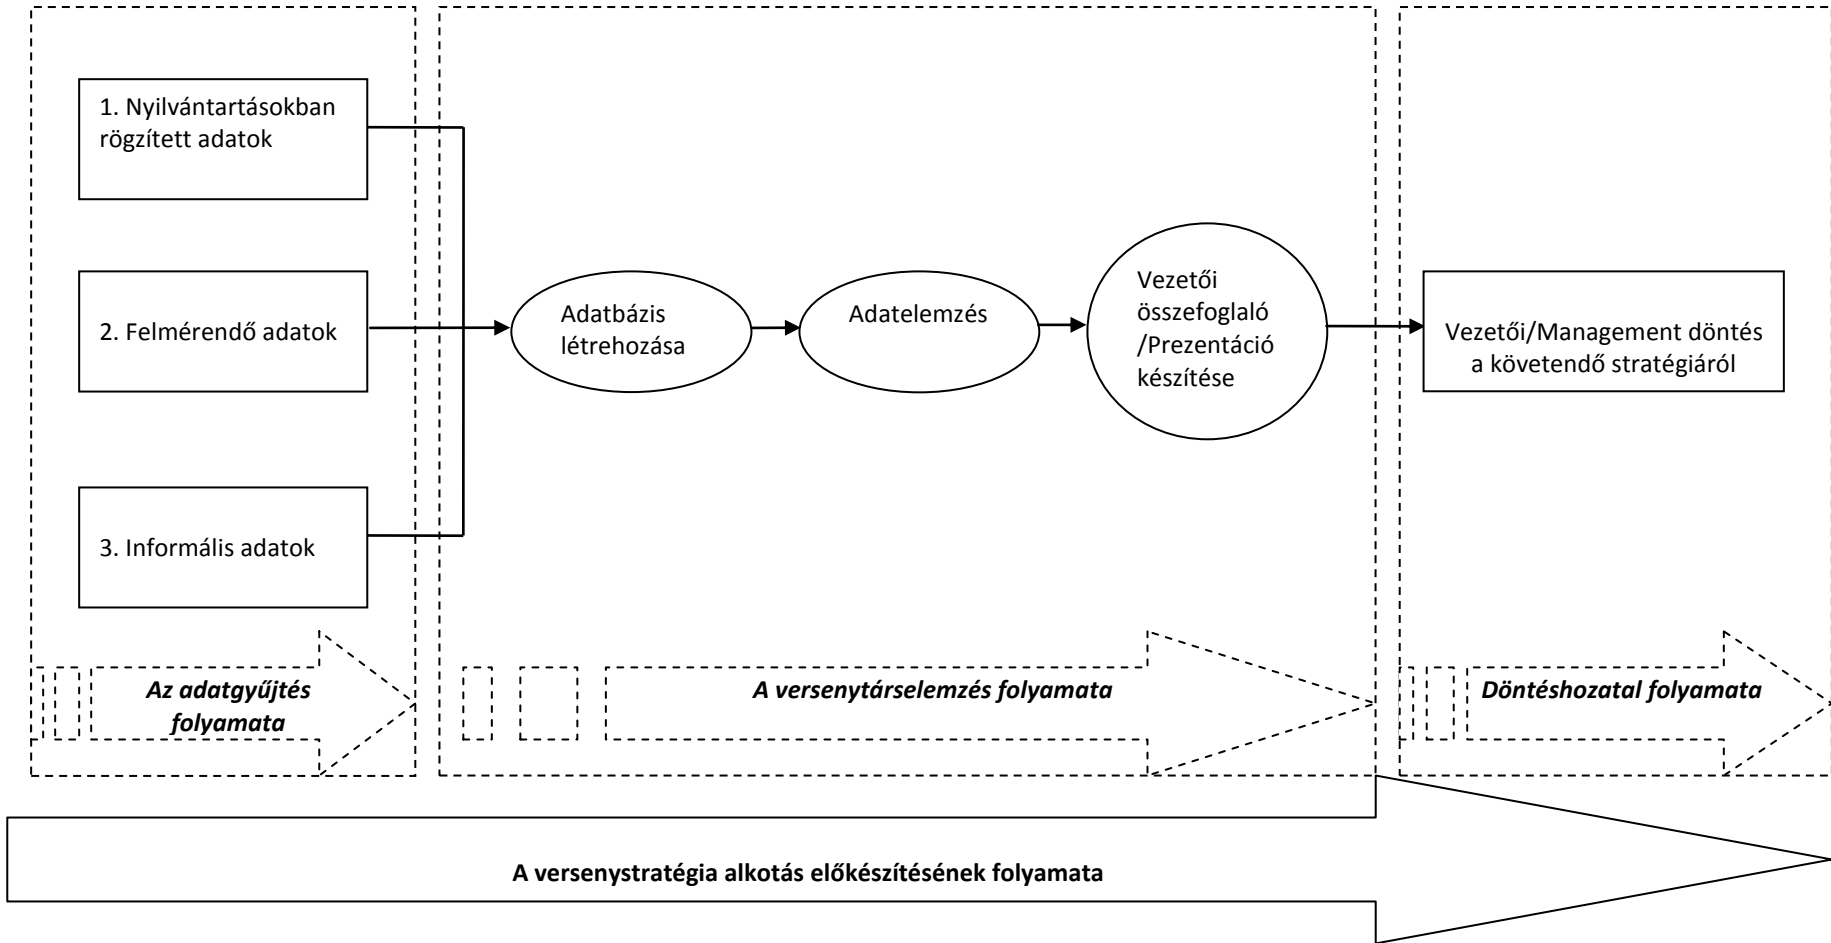 1. Nyilvántartásokban
rögzített adatok
2. Felmérendő adatok
3. Informális adatok
Adatbázis
létrehozása
Adatelemzés
Vezetői
összefoglaló
/Prezentáció
készítése
Vezetői/Management döntés
a követendő stratégiáról
Az adatgyűjtés
folyamata
A versenytárselemzés folyamata
Döntéshozatal folyamata
A versenystratégia alkotás előkészítésének folyamata